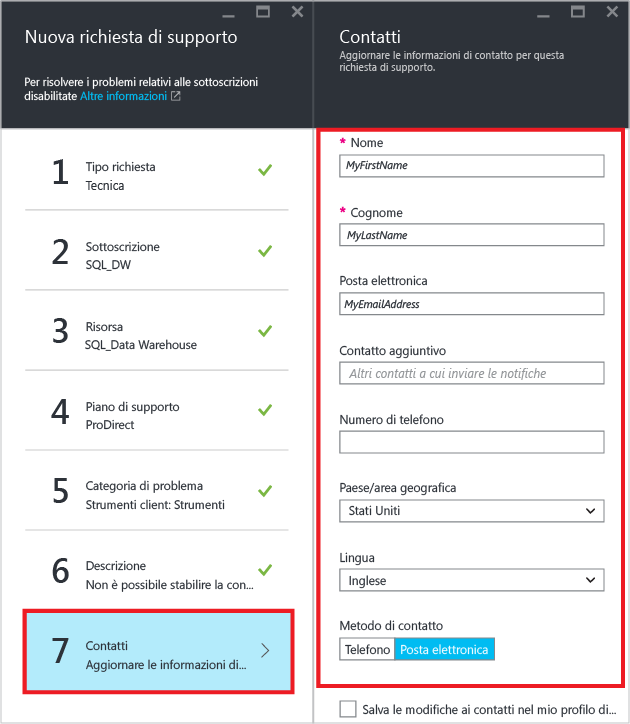 Nuova richiesta di supporto
Per risolvere i problemi relativi alle sottoscrizioni
disabilitate Altre informazioni
1
Tipo richiesta
Tecnica
2
Sottoscrizione
SQL_DW
3
Risorsa
SQL_Data Warehouse
4
Piano di supporto
ProDirect
5
Categoria di problema
Strumenti client: Strumenti
6
Descrizione
Non è possibile stabilire la con...
7
Contatti
Aggiornare le informazioni di...
Contatti
Aggiornare le informazioni di contatto per questa
richiesta di supporto.
* Nome
MyFirstName
* Cognome
MyLastName
Posta elettronica
MyEmailAddress
Contatto aggiuntivo
Altri contatti a cui inviare le notifiche
Numero di telefono
Paese/area geografica
Stati Uniti
Lingua
Inglese
Metodo di contatto
Telefono Posta elettronica
Salva le modifiche ai contatti nel mio profilo di...